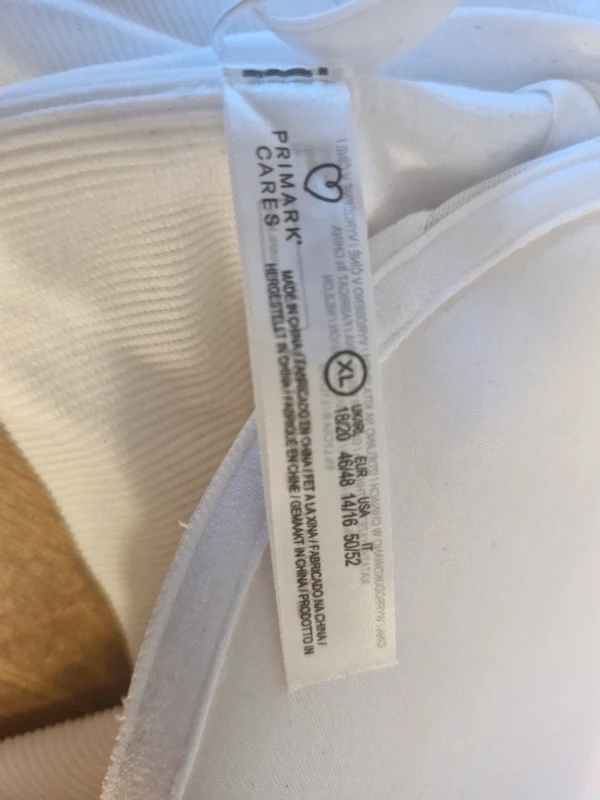 PRIMARK
CARES
XL
UK/IRL EUR USA IT
18/20 46/48 14/16 50/52
MADE IN CHINA / FABRICADO EN CHINA / FET A LA XINA / FABRICADO NA CHINA /
HERGESTELLT IN CHINA / FABRIQUÉ EN CHINE / GEMAAKT IN CHINA / PRODOTTO IN